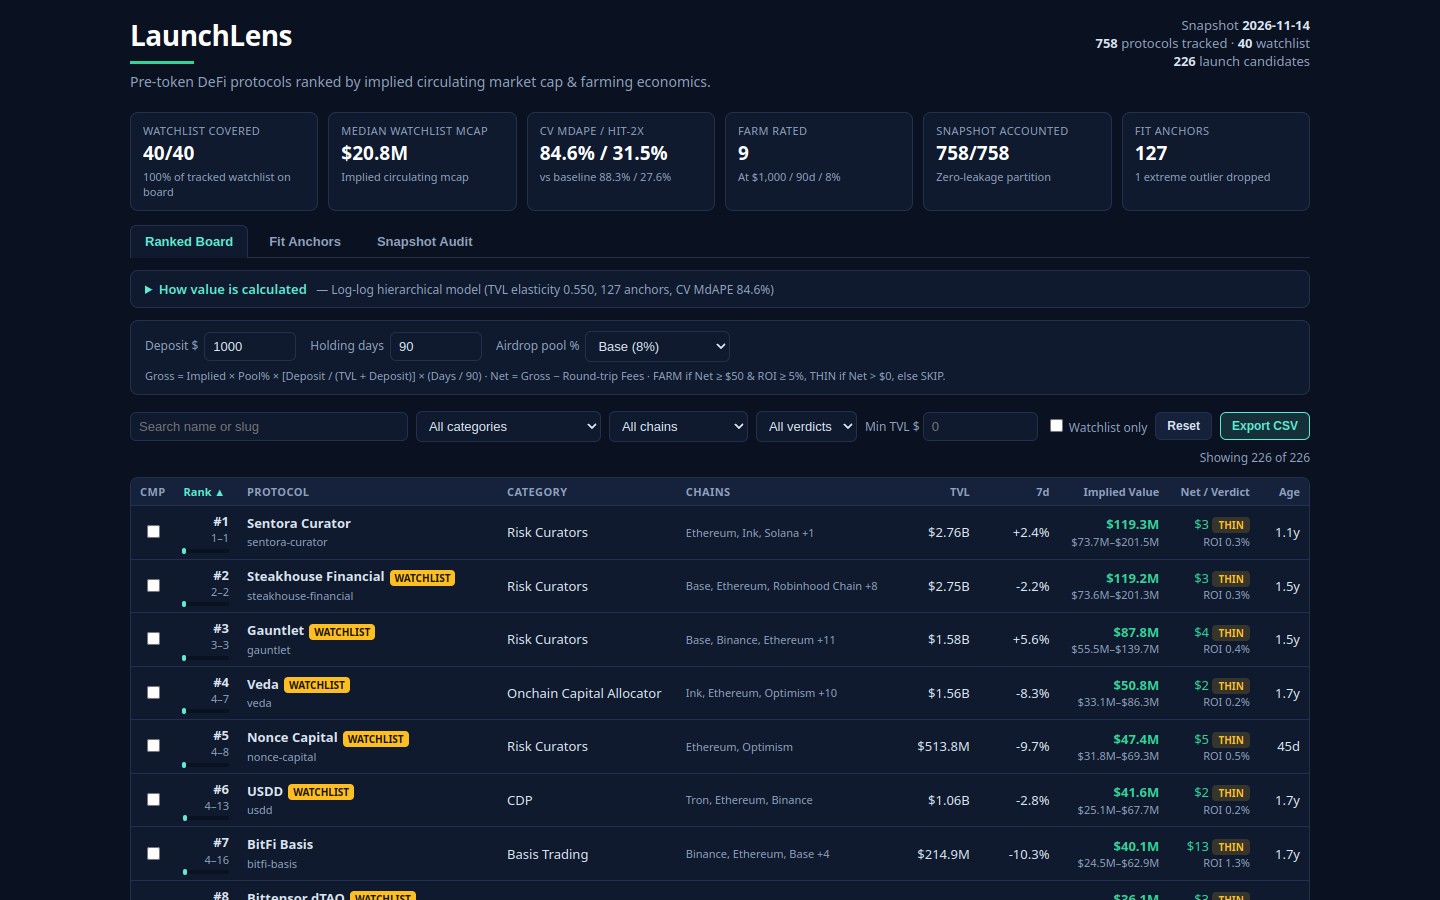 LaunchLens
Snapshot 2026-11-14
758 protocols tracked · 40 watchlist
226 launch candidates
Pre-token DeFi protocols ranked by implied circulating market cap & farming economics.
WATCHLIST COVERED
40/40
100% of tracked watchlist on
board
MEDIAN WATCHLIST MCAP
$20.8M
Implied circulating mcap
CV MDAPE / HIT-2X
84.6% / 31.5%
vs baseline 88.3% / 27.6%
FARM RATED
9
At $1,000 / 90d / 8%
SNAPSHOT ACCOUNTED
758/758
Zero-leakage partition
FIT ANCHORS
127
1 extreme outlier dropped
Ranked Board Fit Anchors Snapshot Audit
▶ How value is calculated — Log-log hierarchical model (TVL elasticity 0.550, 127 anchors, CV MdAPE 84.6%)
Deposit $ 1000 Holding days 90 Airdrop pool % Base (8%)
Gross = Implied × Pool% × [Deposit / (TVL + Deposit)] × (Days / 90) · Net = Gross − Round-trip Fees · FARM if Net ≥ $50 & ROI ≥ 5%, THIN if Net > $0, else SKIP.
Search name or slug All categories All chains All verdicts Min TVL $ 0 Watchlist only Reset Export CSV
Showing 226 of 226
CMP Rank ▲ PROTOCOL CATEGORY CHAINS TVL 7d Implied Value Net / Verdict Age
#1 Sentora Curator Risk Curators Ethereum, Ink, Solana +1 $2.76B +2.4% $119.3M $3 THIN 1.1y
1–1 sentora-curator $73.7M–$201.5M ROI 0.3%
#2 Steakhouse Financial WATCHLIST Risk Curators Base, Ethereum, Robinhood Chain +8 $2.75B -2.2% $119.2M $3 THIN 1.5y
2–2 steakhouse-financial $73.6M–$201.3M ROI 0.3%
#3 Gauntlet WATCHLIST Risk Curators Base, Binance, Ethereum +11 $1.58B +5.6% $87.8M $4 THIN 1.5y
3–3 gauntlet $55.5M–$139.7M ROI 0.4%
#4 Veda WATCHLIST Onchain Capital Allocator Ink, Ethereum, Optimism +10 $1.56B -8.3% $50.8M $2 THIN 1.7y
4–7 veda $33.1M–$86.3M ROI 0.2%
#5 Nonce Capital WATCHLIST Risk Curators Ethereum, Optimism $513.8M -9.7% $47.4M $5 THIN 45d
4–8 nonce-capital $31.8M–$69.3M ROI 0.5%
#6 USDD WATCHLIST CDP Tron, Ethereum, Binance $1.06B -2.8% $41.6M $2 THIN 1.7y
4–13 usdd $25.1M–$67.7M ROI 0.2%
#7 BitFi Basis Basis Trading Binance, Ethereum, Base +4 $214.9M -10.3% $40.1M $13 THIN 1.7y
4–16 bitfi-basis $24.5M–$62.9M ROI 1.3%
#8 Bittensor dTAO WATCHLIST $36.1M $3 THIN